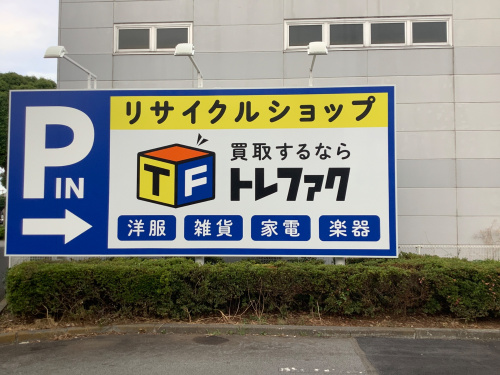 P
IN
リサイクルショップ
TF
買取するなら
トレファク
洋服 雑貨 家電 楽器